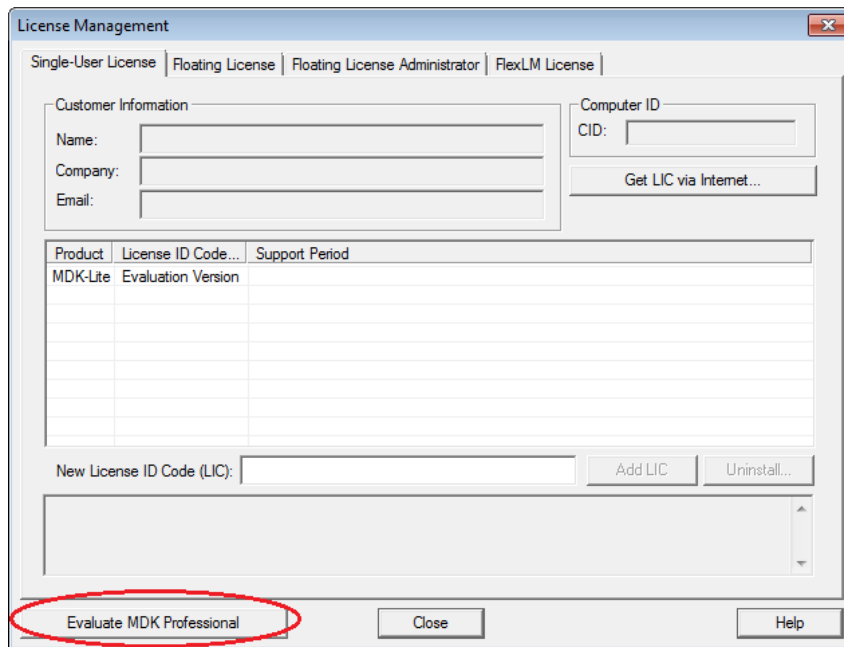 License Management
Single-User License Floating License Floating License Administrator FlexLM License
Customer Information
Name:
Company:
Email:
Computer ID
CID:
Get LIC via Internet...
Product License ID Code... Support Period
MDK-Lite Evaluation Version
New License ID Code (LIC): Add LIC Uninstall...
Evaluate MDK Professional Close Help